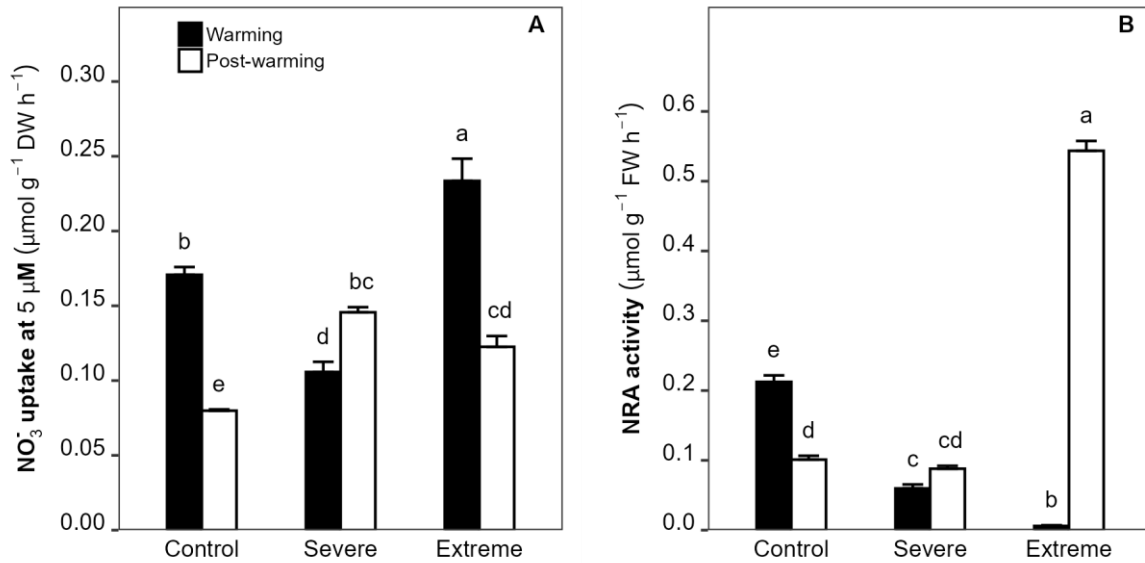 A
Warming
Post-warming
NO₃⁻ uptake at 5 µM (µmol g⁻¹ DW h⁻¹)
0.30
0.25
0.20
0.15
0.10
0.05
0.00
b
e
d
bc
a
cd
Control Severe Extreme
B
NRA activity (µmol g⁻¹ FW h⁻¹)
0.6
0.5
0.4
0.3
0.2
0.1
0.0
e
d
c
cd
b
a
Control Severe Extreme